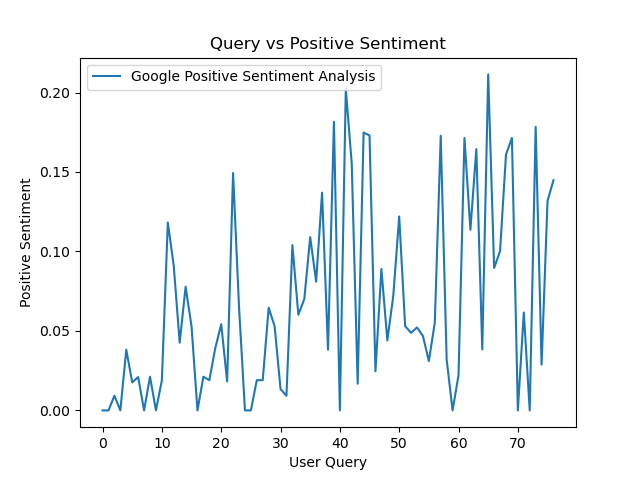 Query vs Positive Sentiment
Google Positive Sentiment Analysis
0.20
0.15
0.10
0.05
0.00
Positive Sentiment
0 10 20 30 40 50 60 70
User Query